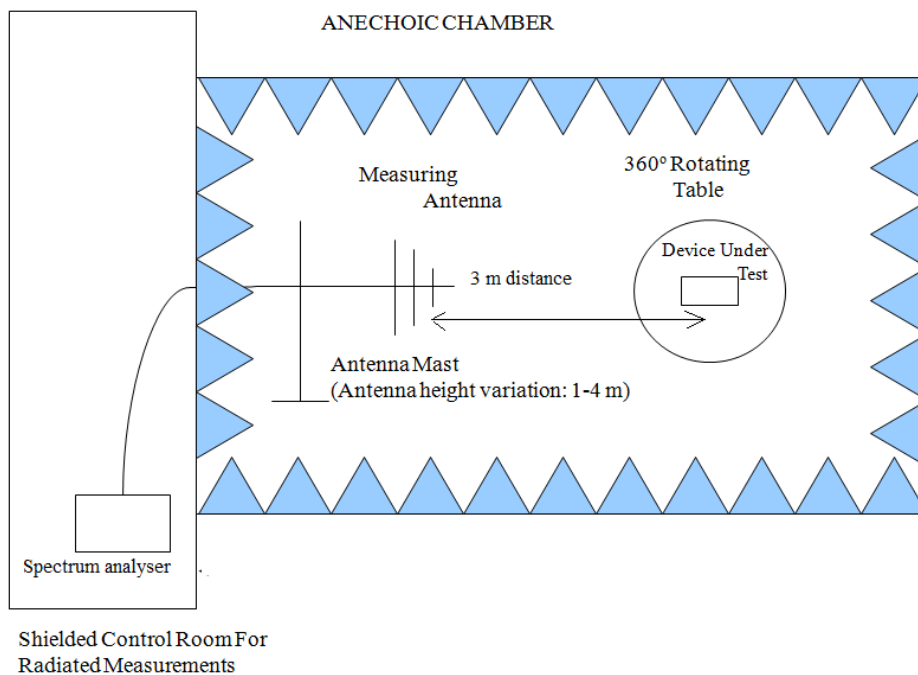 ANECHOIC CHAMBER
Measuring
Antenna
360º Rotating
Table
Device Under
Test
3 m distance
Antenna Mast
(Antenna height variation: 1-4 m)
Spectrum analyser
Shielded Control Room For
Radiated Measurements